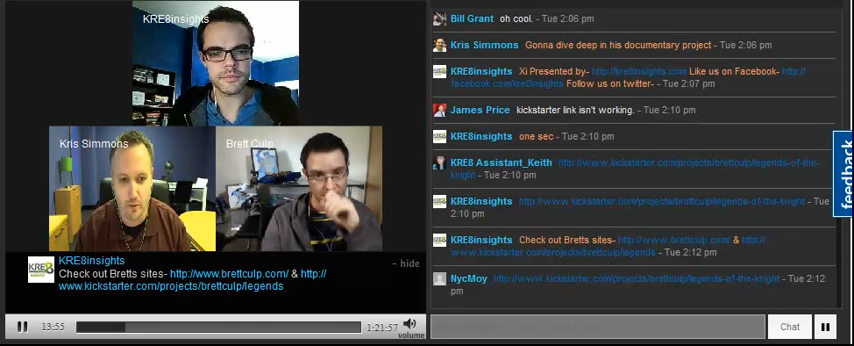 KRE8insights
Kris Simmons
Brett Culp
KRE8insights
Check out Bretts sites- http://www.brettculp.com/ & http://
www.kickstarter.com/projects/brettculp/legends
- hide
13:55
1:21:57
volume
Bill Grant oh cool. - Tue 2:06 pm
Kris Simmons Gonna dive deep in his documentary project - Tue 2:06 pm
KRE8insights Xi Presented by- http://kre8insights.com Like us on Facebook- http://
facebook.com/kre8insights Follow us on twitter- - Tue 2:07 pm
James Price kickstarter link isn't working. - Tue 2:10 pm
KRE8insights one sec - Tue 2:10 pm
KRE8 Assistant_Keith http://www.kickstarter.com/projects/brettculp/legends-of-the-
knight - Tue 2:10 pm
KRE8insights http://www.kickstarter.com/projects/brettculp/legends-of-the-knight - Tue
2:10 pm
KRE8insights Check out Bretts sites- http://www.brettculp.com/ & http://
www.kickstarter.com/projects/brettculp/legends - Tue 2:12 pm
NycMoy http://www.kickstarter.com/projects/brettculp/legends-of-the-knight - Tue 2:12
pm
Chat
feedback